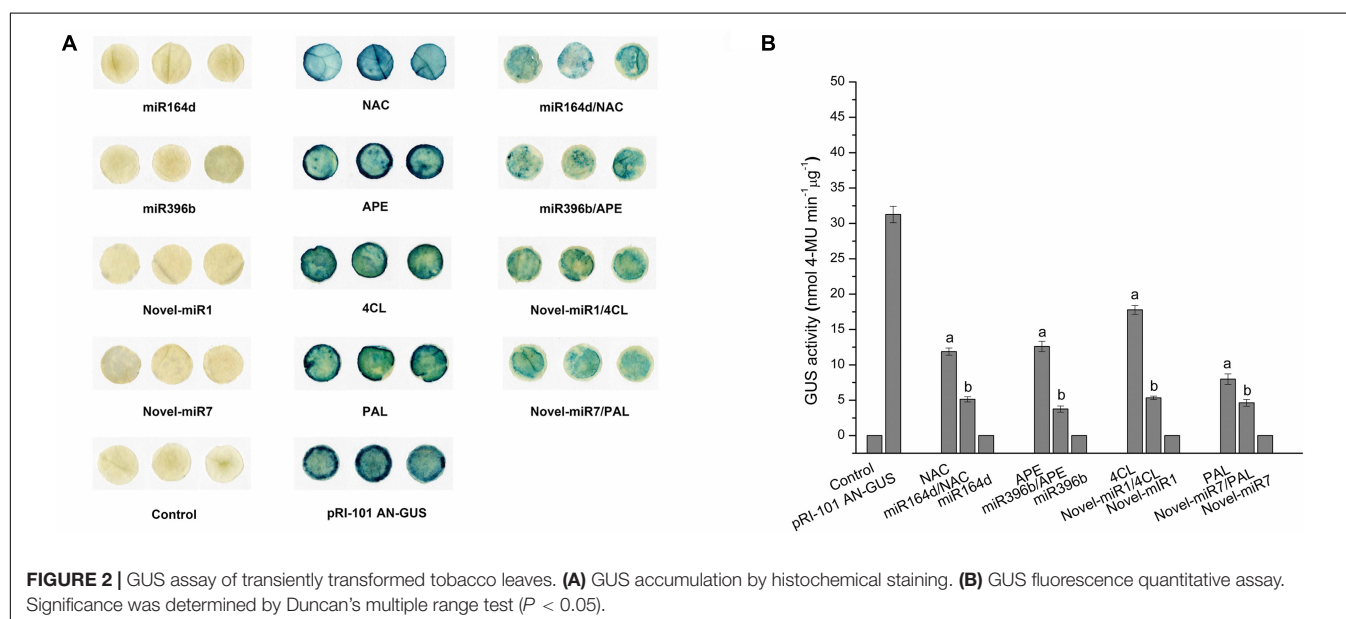 A
miR164d NAC miR164d/NAC
miR396b APE miR396b/APE
Novel-miR1 4CL Novel-miR1/4CL
Novel-miR7 PAL Novel-miR7/PAL
Control pRI-101 AN-GUS
B
GUS activity (nmol 4-MU min⁻¹μg⁻¹)
50
45
40
35
30
25
20
15
10
5
0
a
b
a
b
a
b
a
b
Control
pRI-101 AN-GUS
NAC
miR164d/NAC
miR164d
APE
miR396b/APE
miR396b
4CL
Novel-miR1/4CL
Novel-miR1
PAL
Novel-miR7/PAL
Novel-miR7
FIGURE 2 | GUS assay of transiently transformed tobacco leaves. (A) GUS accumulation by histochemical staining. (B) GUS fluorescence quantitative assay.
Significance was determined by Duncan's multiple range test (P < 0.05).